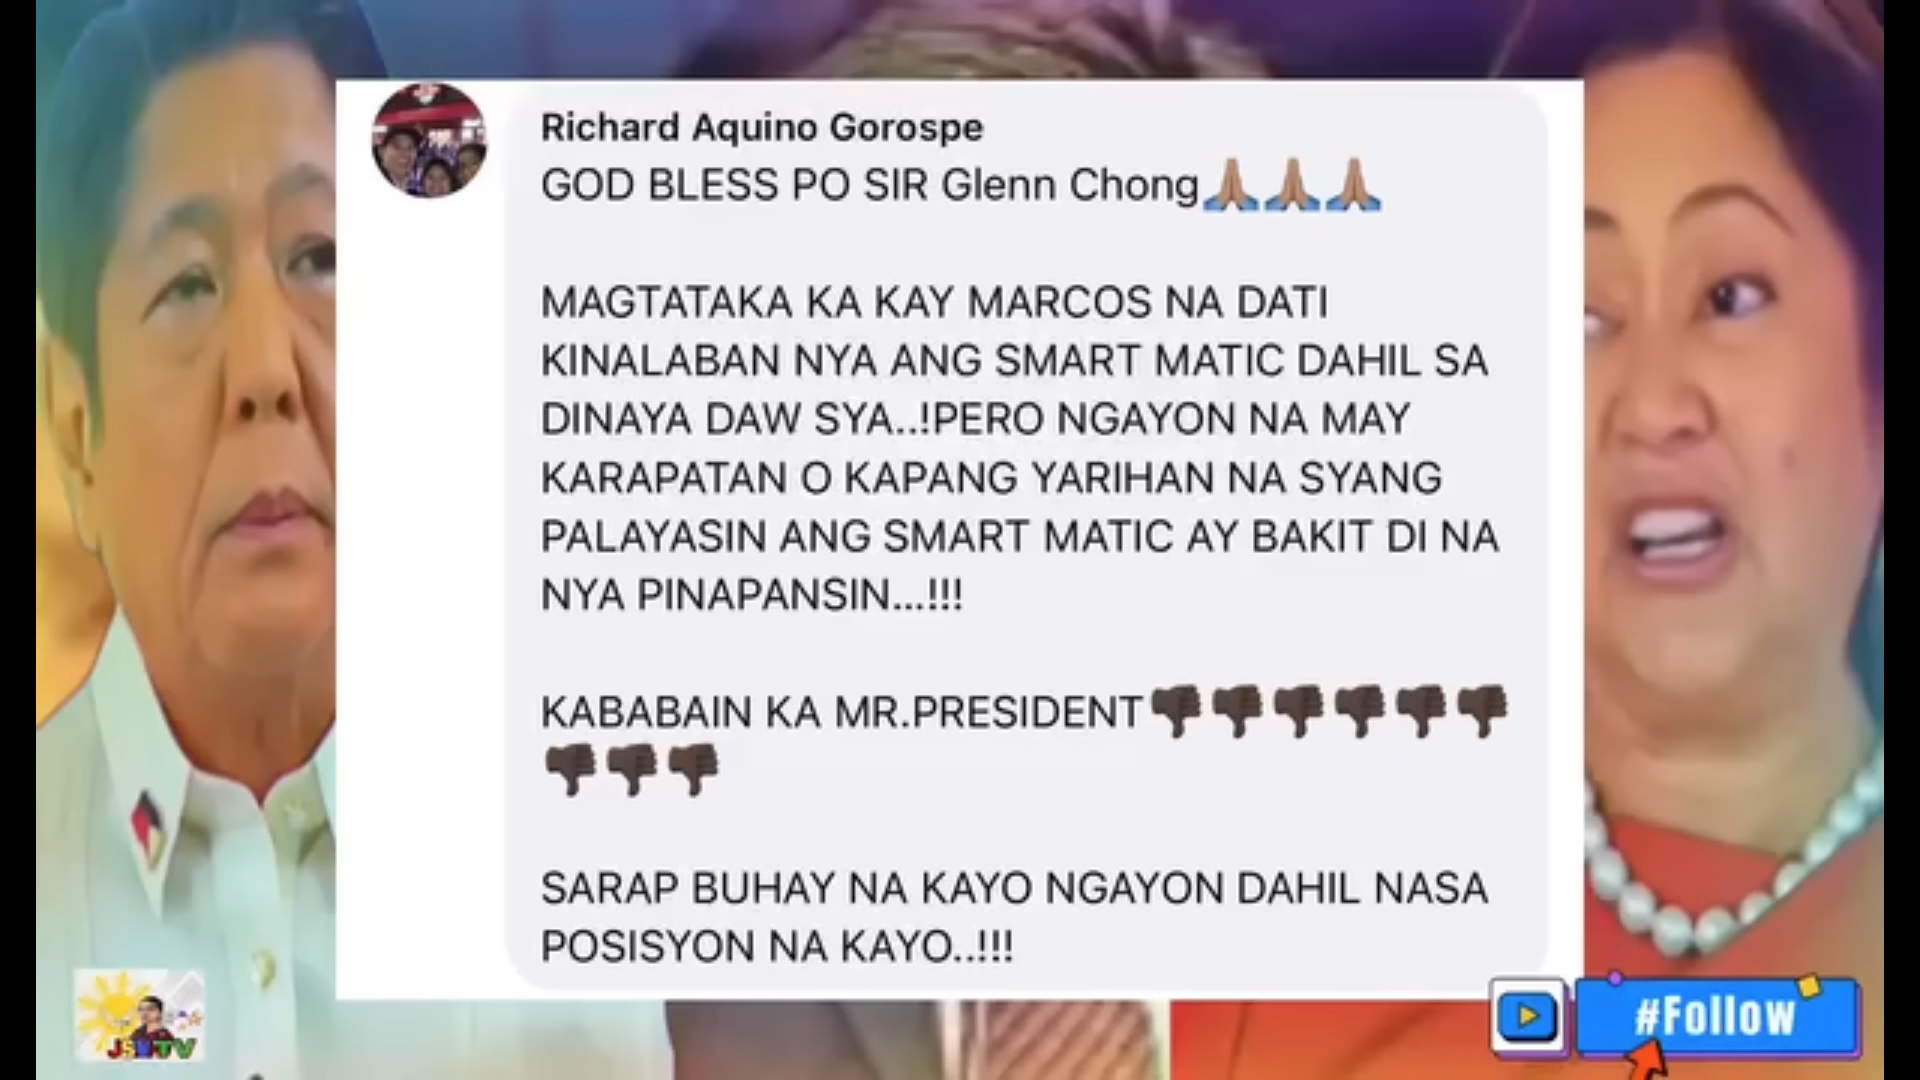 Richard Aquino Gorospe
GOD BLESS PO SIR Glenn Chong🙏🏽🙏🏽🙏🏽
MAGTATAKA KA KAY MARCOS NA DATI
KINALABAN NYA ANG SMART MATIC DAHIL SA
DINAYA DAW SYA..!PERO NGAYON NA MAY
KARAPATAN O KAPANG YARIHAN NA SYANG
PALAYASIN ANG SMART MATIC AY BAKIT DI NA
NYA PINAPANSIN...!!!
KABABAIN KA MR.PRESIDENT👎🏿👎🏿👎🏿👎🏿👎🏿👎🏿
👎🏿👎🏿👎🏿
SARAP BUHAY NA KAYO NGAYON DAHIL NASA
POSISYON NA KAYO..!!!
#Follow